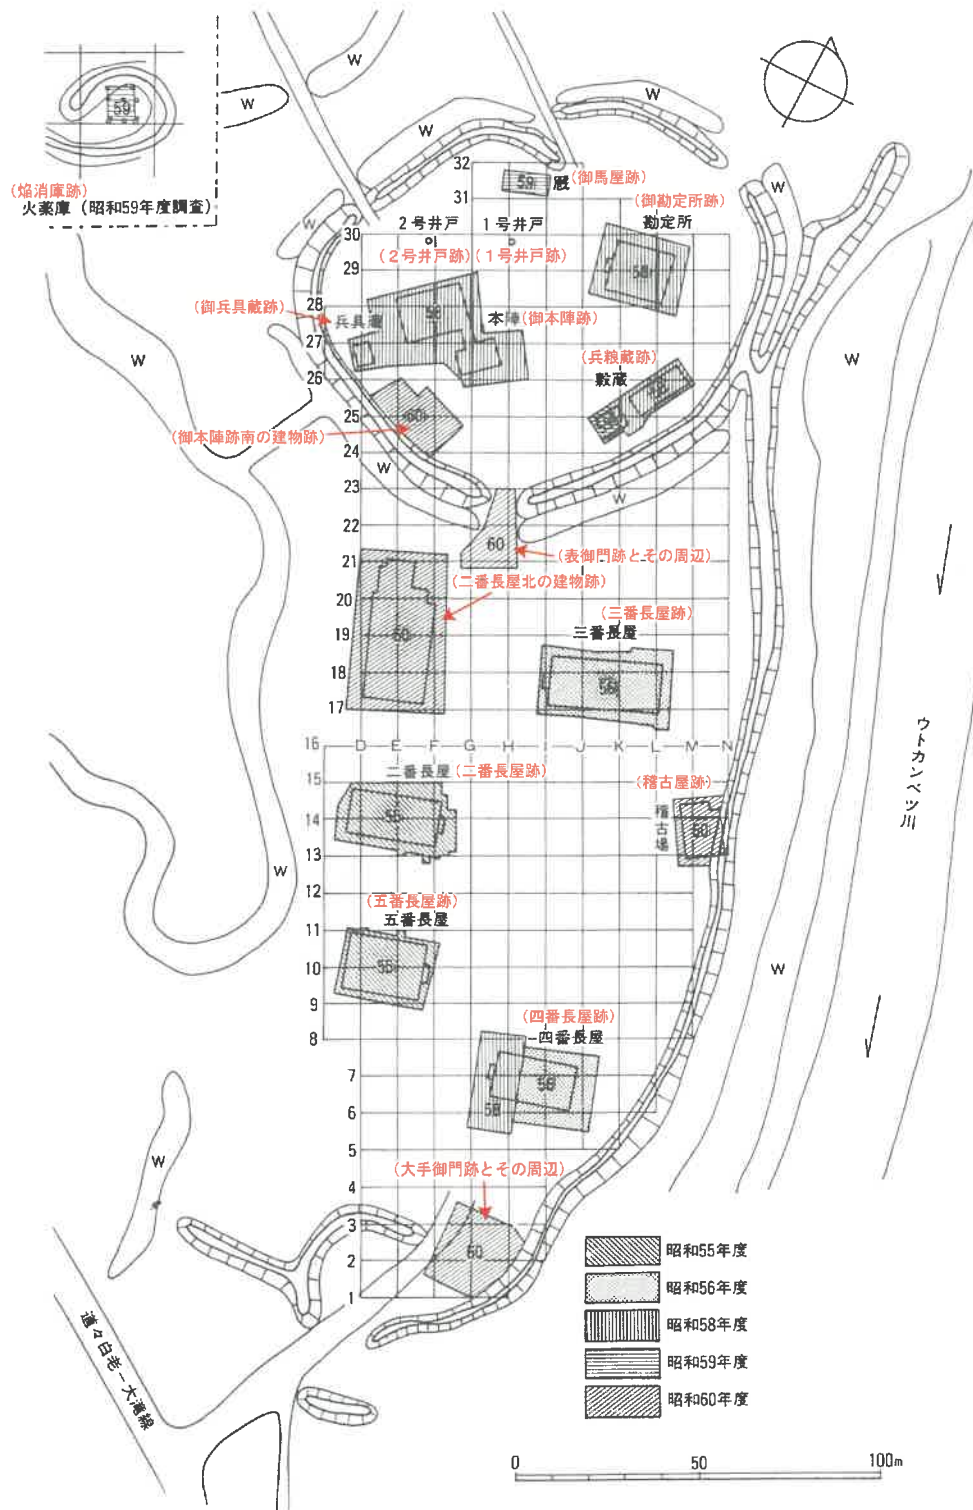 W
W
W
W
W
59
(焔消庫跡)
火薬庫(昭和59年度調査)
32
31
59
厩
(御馬屋跡)
(御勘定所跡)
勘定所
W
W
2号井戸
1号井戸
(2号井戸跡)
(1号井戸跡)
30
29
28
27
26
25
24
23
22
21
20
19
18
17
58
58
(御兵具蔵跡)
兵具蔵
本陣
(御本陣跡)
(兵粮蔵跡)
穀蔵
58
W
W
60
(御本陣跡南の建物跡)
W
W
60
(表御門跡とその周辺)
(二番長屋北の建物跡)
60
(三番長屋跡)
三番長屋
56
ウトカンベツ川
16
D E F G H I J K L M N
15
14
13
12
11
10
9
8
二番長屋
(二番長屋跡)
55
(稽古屋跡)
稽古場
60
W
(五番長屋跡)
五番長屋
55
W
(四番長屋跡)
四番長屋
56
58
7
6
5
4
3
2
1
W
(大手御門跡とその周辺)
60
道々白老ー大滝線
昭和55年度
昭和56年度
昭和58年度
昭和59年度
昭和60年度
0
50
100m